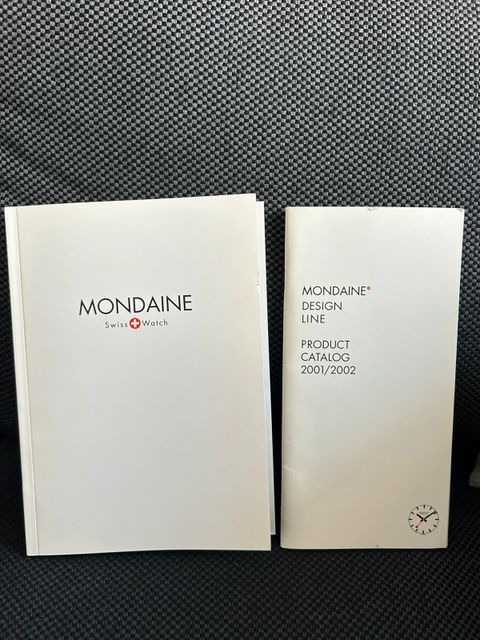 MONDAINE
Swiss Watch
MONDAINE
DESIGN
LINE
PRODUCT
CATALOG
2001/2002